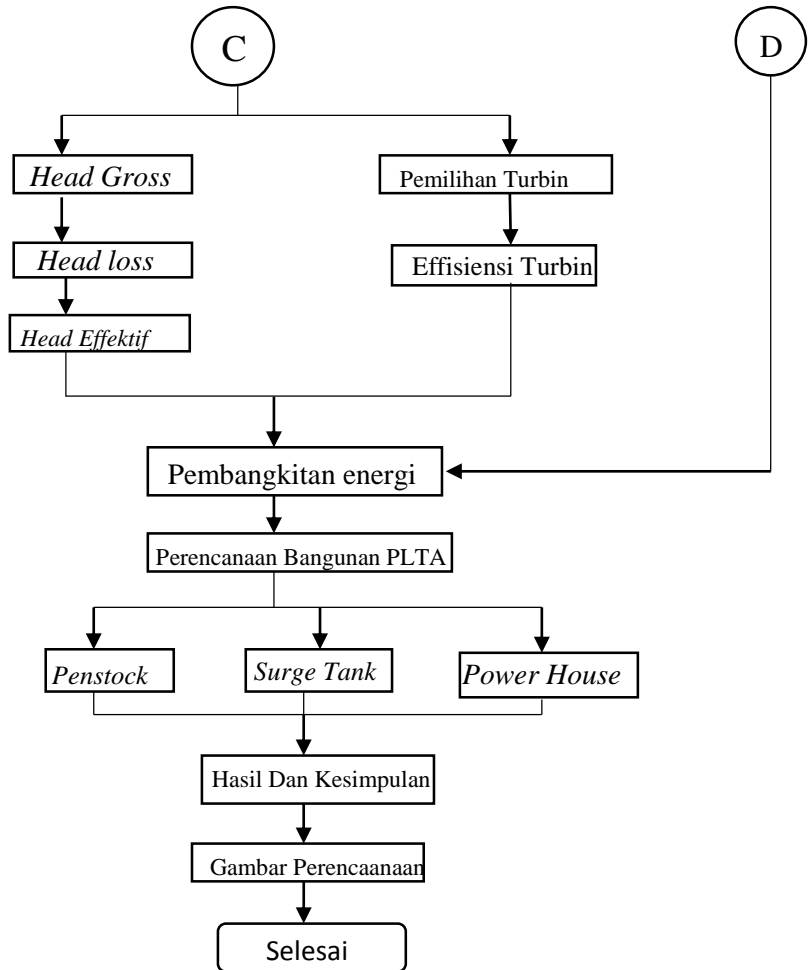 C
D
Head Gross
Pemilihan Turbin
Head loss
Effisiensi Turbin
Head Effektif
Pembangkitan energi
Perencanaan Bangunan PLTA
Penstock
Surge Tank
Power House
Hasil Dan Kesimpulan
Gambar Perencaanaan
Selesai